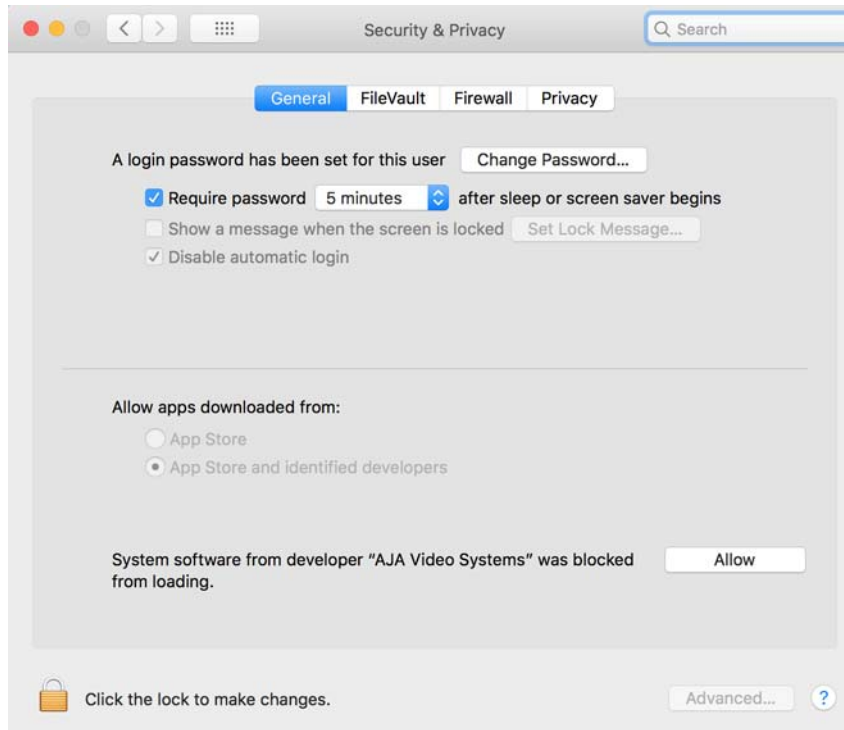 Security & Privacy
Search
General FileVault Firewall Privacy
A login password has been set for this user Change Password...
Require password 5 minutes after sleep or screen saver begins
Show a message when the screen is locked Set Lock Message...
Disable automatic login
Allow apps downloaded from:
App Store
App Store and identified developers
System software from developer “AJA Video Systems” was blocked Allow
from loading.
Click the lock to make changes. Advanced... ?